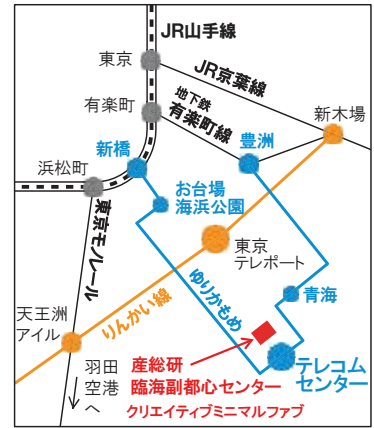 JR山手線
東京
JR京葉線
有楽町
地下鉄
有楽町線
新木場
新橋
豊洲
浜松町
お台場
海浜公園
東京モノレール
東京
テレポート
りんかい線
ゆりかもめ
青海
天王洲
アイル
産総研
臨海副都心センター
クリエイティブミニマルファブ
テレコム
センター
羽田
空港
へ